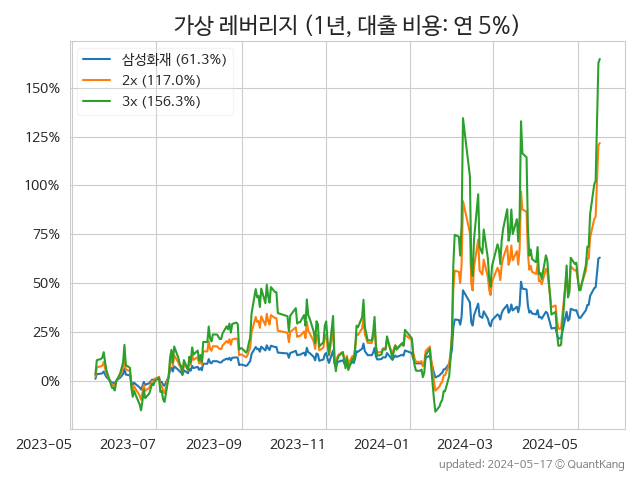 가상 레버리지 (1년, 대출 비용: 연 5%)
삼성화재 (61.3%)
2x (117.0%)
3x (156.3%)
150%
125%
100%
75%
50%
25%
0%
2023-05 2023-07 2023-09 2023-11 2024-01 2024-03 2024-05
updated: 2024-05-17 © QuantKang